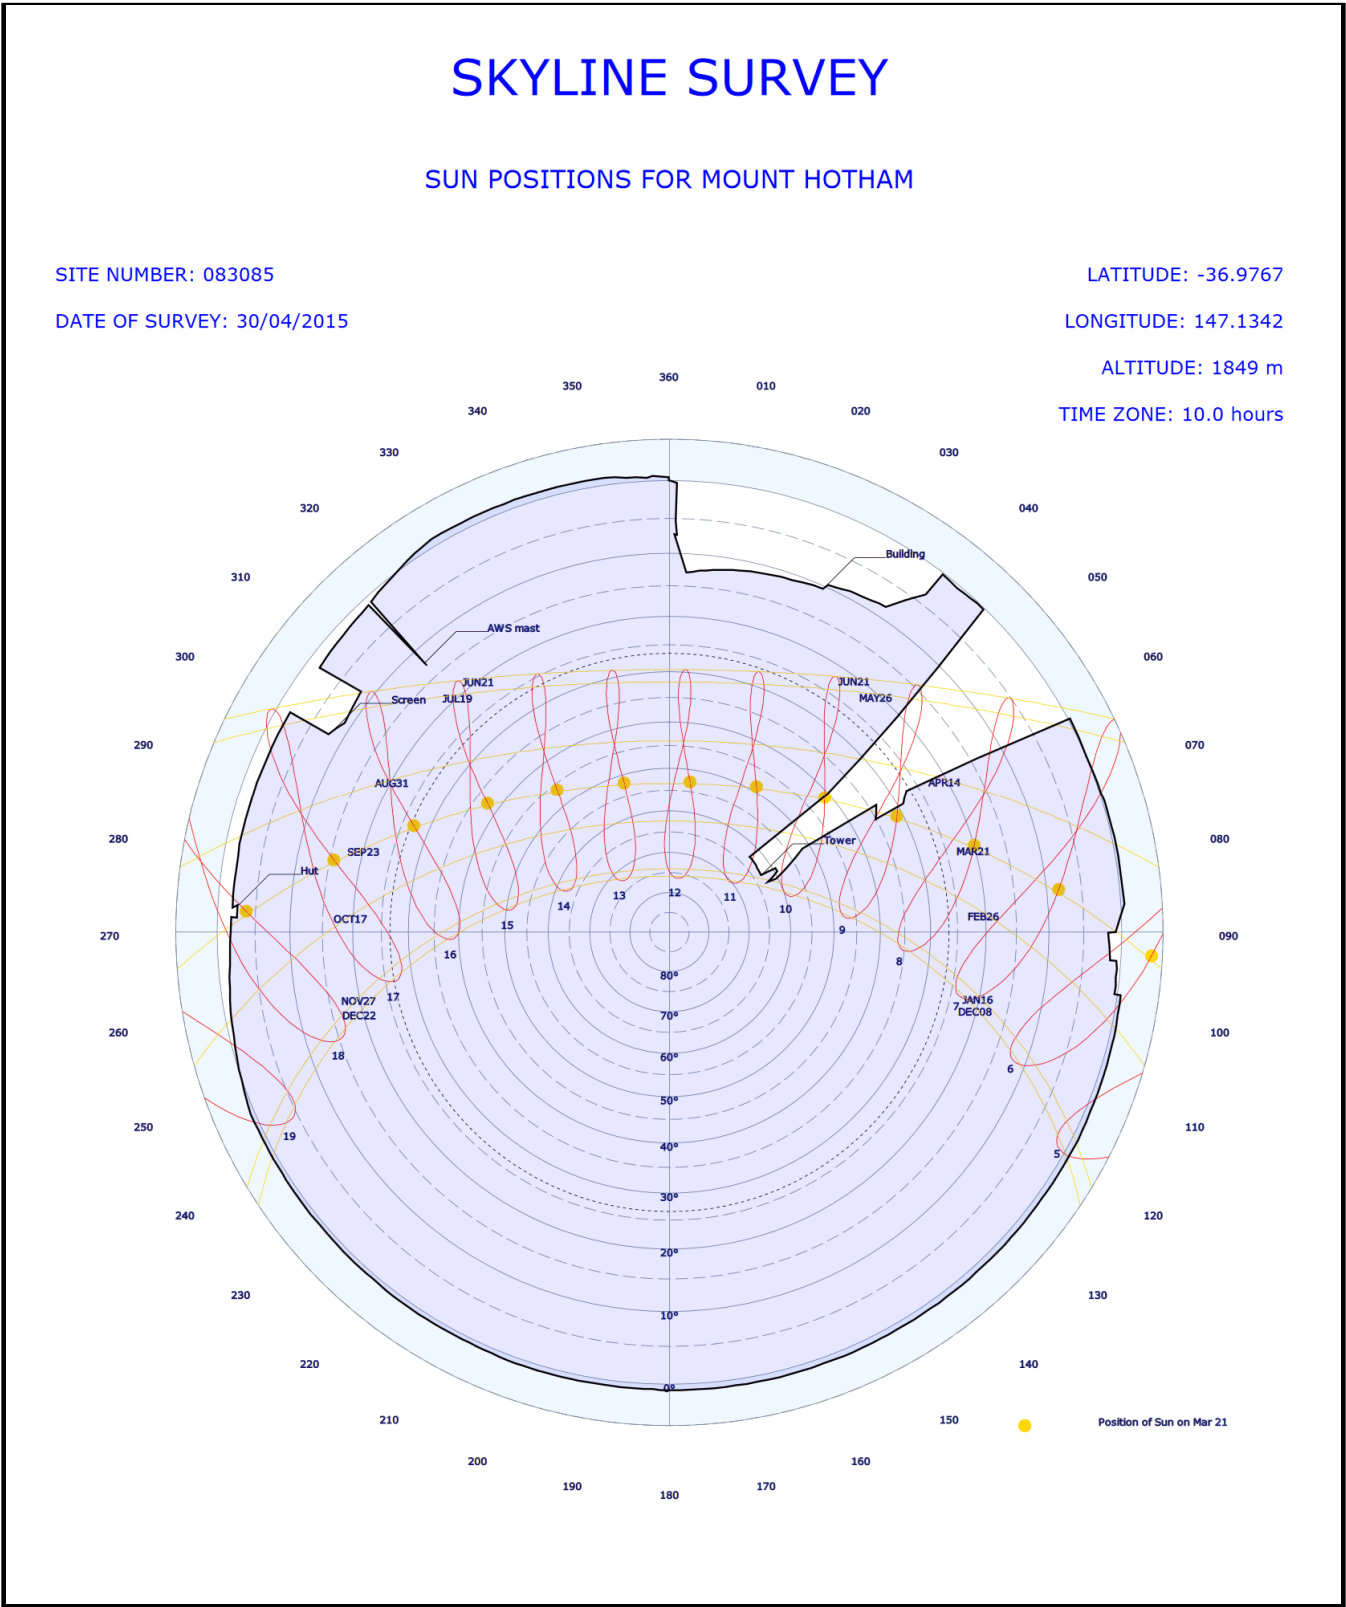 SKYLINE SURVEY
SUN POSITIONS FOR MOUNT HOTHAM
SITE NUMBER: 083085
LATITUDE: -36.9767
DATE OF SURVEY: 30/04/2015
LONGITUDE: 147.1342
ALTITUDE: 1849 m
TIME ZONE: 10.0 hours
360
350
010
340
020
330
030
320
040
310
050
300
060
290
070
280
080
270
090
260
100
250
110
240
120
230
130
220
140
210
150
200
160
190
170
180
Building
AWS mast
JUN21
JUN21
JUL19
MAY26
Screen
AUG31
APR14
Tower
SEP23
MAR21
Hut
OCT17
FEB26
NOV27
DEC22
JAN16
DEC08
19
18
17
16
15
14
13
12
11
10
9
8
7
6
5
80°
70°
60°
50°
40°
30°
20°
10°
0°
Position of Sun on Mar 21